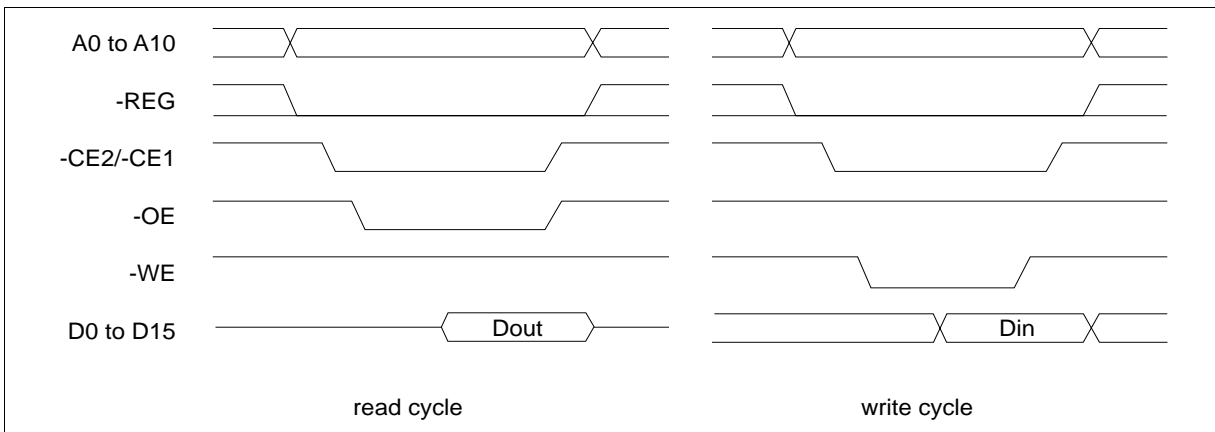 A0 to A10
-REG
-CE2/-CE1
-OE
-WE
D0 to D15 Dout Din
read cycle write cycle